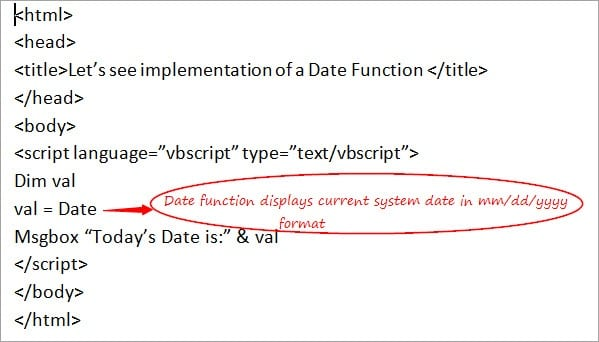 <html>
<head>
<title>Let’s see implementation of a Date Function </title>
</head>
<body>
<script language=”vbscript” type=”text/vbscript”>
Dim val
val = Date
Date function displays current system date in mm/dd/yyyy
format
Msgbox “Today’s Date is:” & val
</script>
</body>
</html>